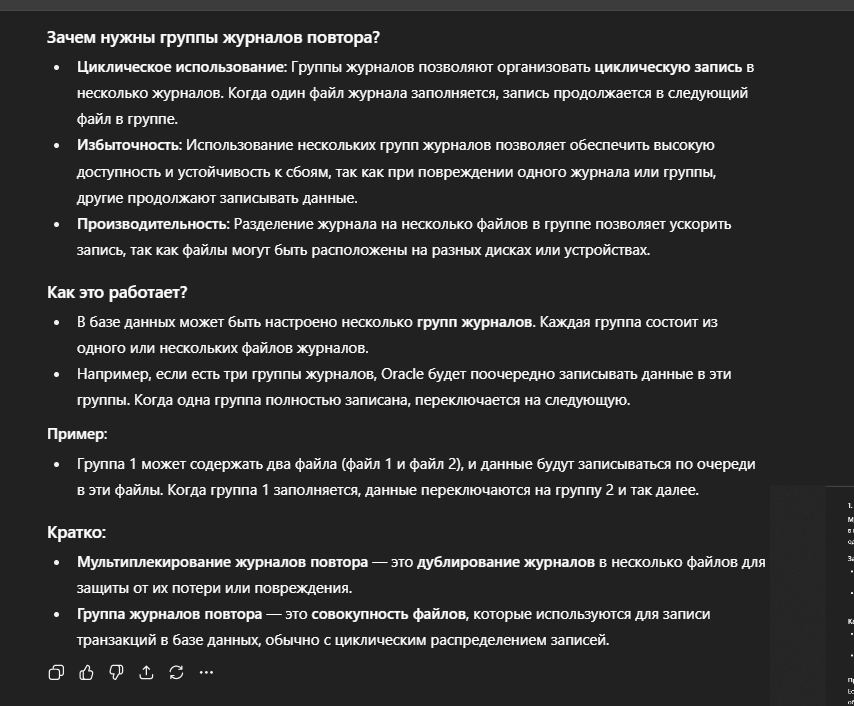 Зачем нужны группы журналов повтора?
• Циклическое использование: Группы журналов позволяют организовать циклическую запись в
несколько журналов. Когда один файл журнала заполняется, запись продолжается в следующий
файл в группе.
• Избыточность: Использование нескольких групп журналов позволяет обеспечить высокую
доступность и устойчивость к сбоям, так как при повреждении одного журнала или группы,
другие продолжают записывать данные.
• Производительность: Разделение журнала на несколько файлов в группе позволяет ускорить
запись, так как файлы могут быть расположены на разных дисках или устройствах.
Как это работает?
• В базе данных может быть настроено несколько групп журналов. Каждая группа состоит из
одного или нескольких файлов журналов.
• Например, если есть три группы журналов, Oracle будет поочередно записывать данные в эти
группы. Когда одна группа полностью записана, переключается на следующую.
Пример:
• Группа 1 может содержать два файла (файл 1 и файл 2), и данные будут записываться по очереди
в эти файлы. Когда группа 1 заполняется, данные переключаются на группу 2 и так далее.
Кратко:
• Мультиплекирование журналов повтора — это дублирование журналов в несколько файлов для
защиты от их потери или повреждения.
• Группа журналов повтора — это совокупность файлов, которые используются для записи
транзакций в базе данных, обычно с циклическим распределением записей.
1.